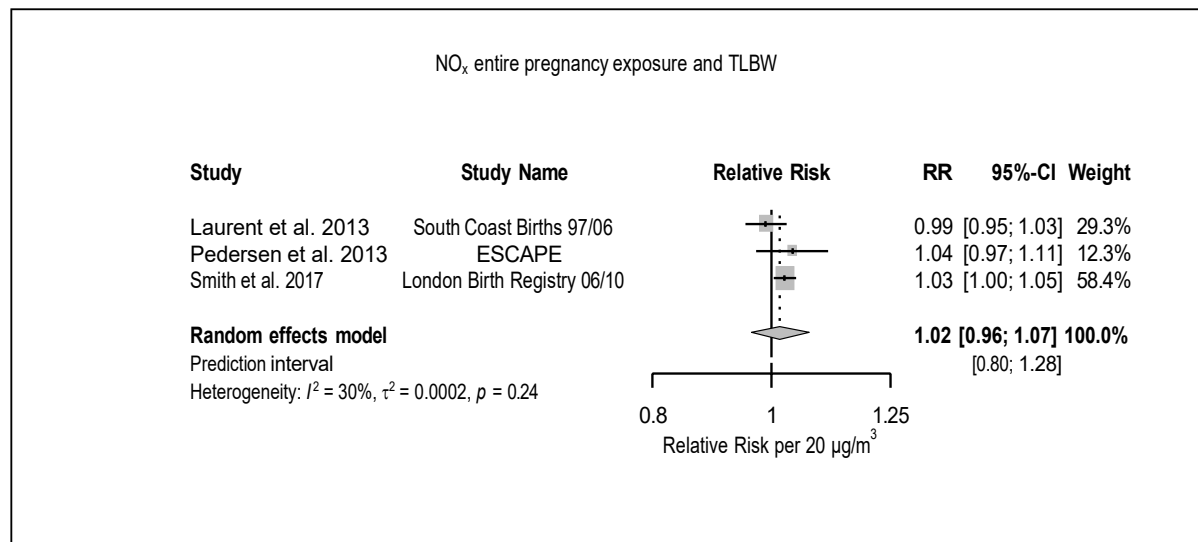 NOₓ entire pregnancy exposure and TLBW
Study Study Name Relative Risk RR 95%-CI Weight
Laurent et al. 2013 South Coast Births 97/06 0.99 [0.95; 1.03] 29.3%
Pedersen et al. 2013 ESCAPE 1.04 [0.97; 1.11] 12.3%
Smith et al. 2017 London Birth Registry 06/10 1.03 [1.00; 1.05] 58.4%
Random effects model 1.02 [0.96; 1.07] 100.0%
Prediction interval [0.80; 1.28]
Heterogeneity: I² = 30%, τ² = 0.0002, p = 0.24
0.8 1 1.25
Relative Risk per 20 µg/m³